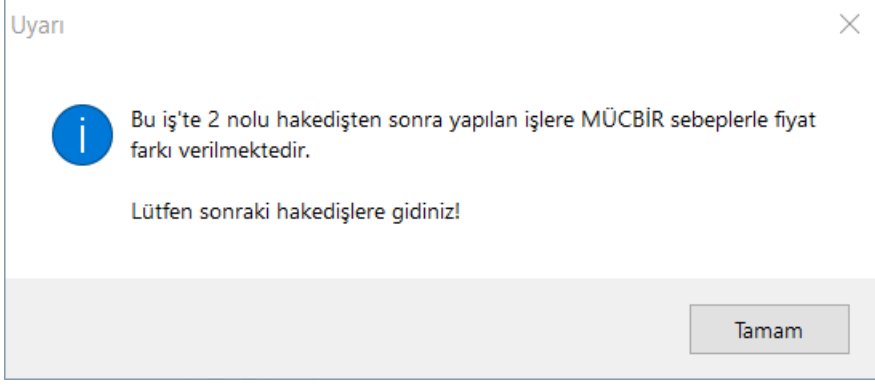 Uyarı
Bu iş'te 2 nolu hakedişten sonra yapılan işlere MÜCBİR sebeplerle fiyat
farkı verilmektedir.
Lütfen sonraki hakedişlere gidiniz!
Tamam